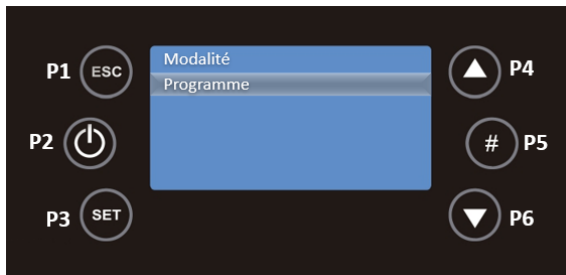 Modalité
Programme
P1 ESC
P2
P3 SET
P4
# P5
P6